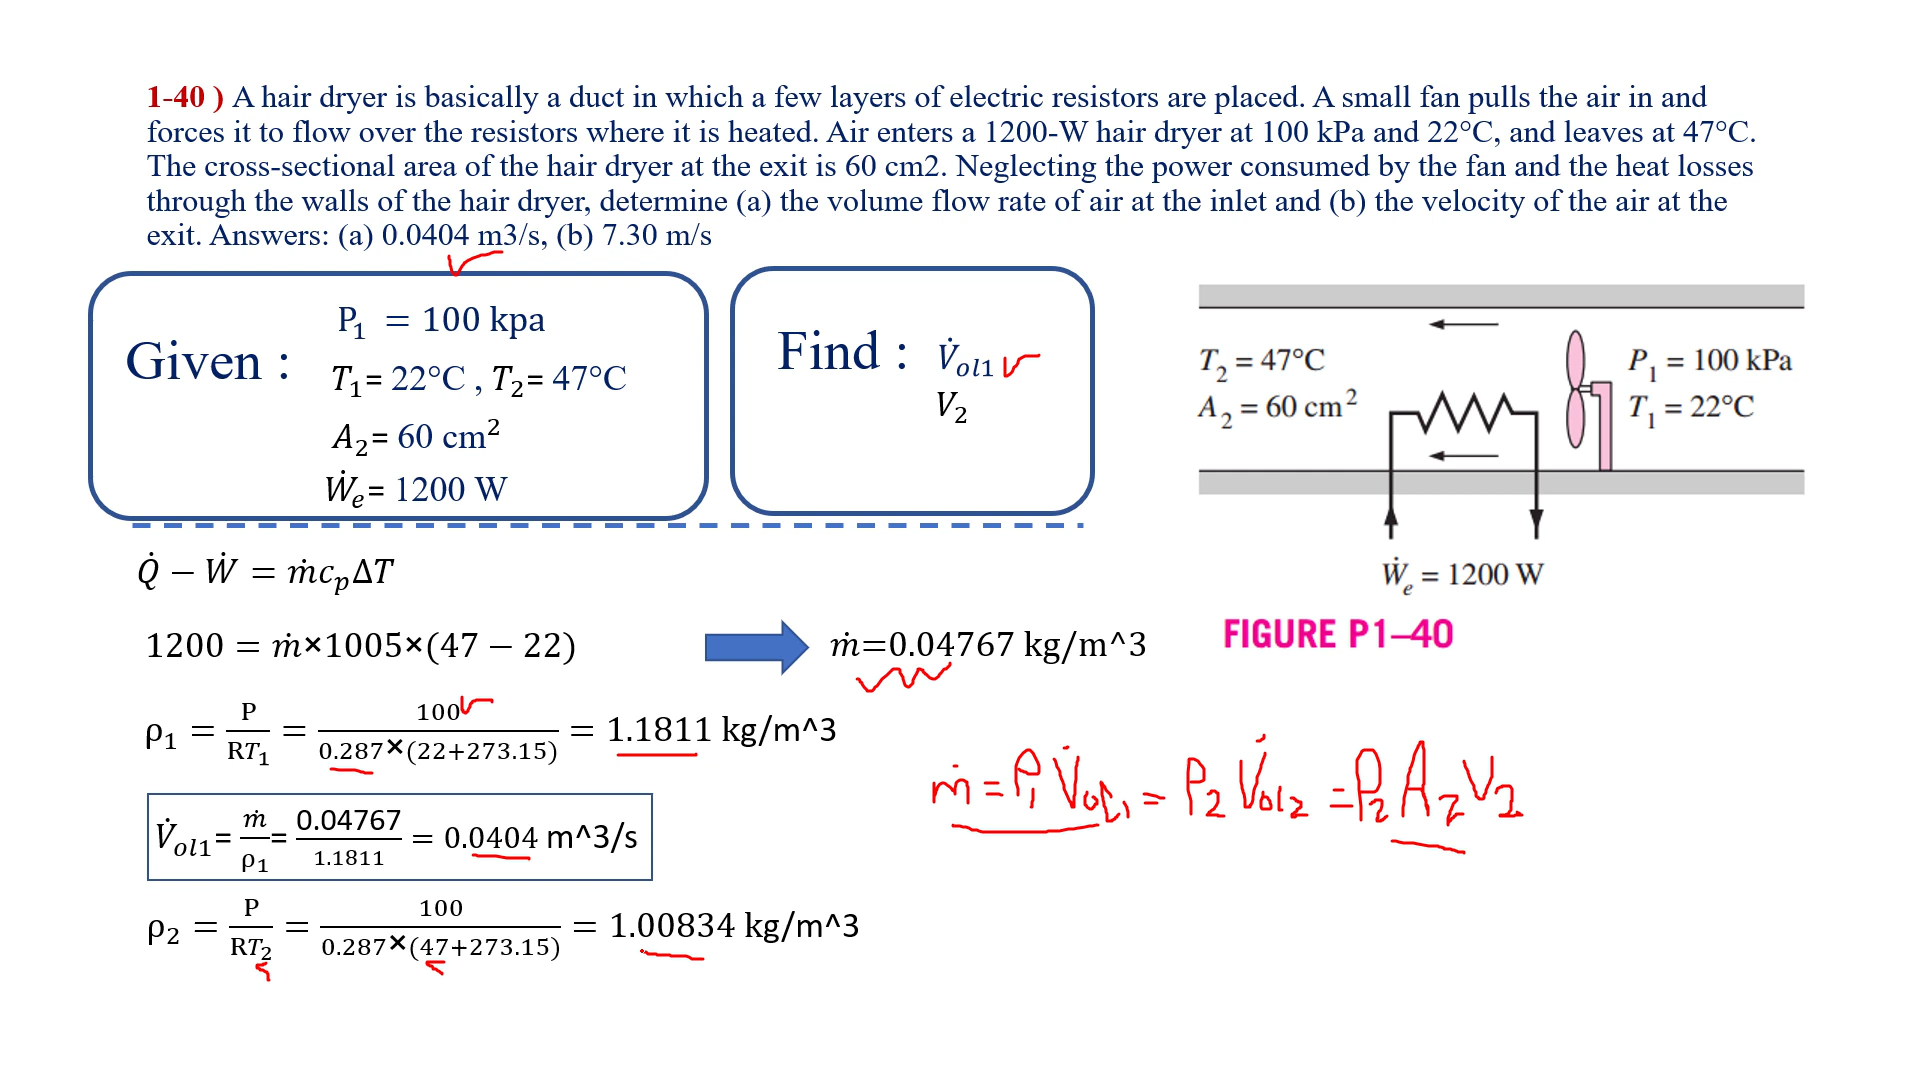 1-40 ) A hair dryer is basically a duct in which a few layers of electric resistors are placed. A small fan pulls the air in and
forces it to flow over the resistors where it is heated. Air enters a 1200-W hair dryer at 100 kPa and 22°C, and leaves at 47°C.
The cross-sectional area of the hair dryer at the exit is 60 cm2. Neglecting the power consumed by the fan and the heat losses
through the walls of the hair dryer, determine (a) the volume flow rate of air at the inlet and (b) the velocity of the air at the
exit. Answers: (a) 0.0404 m3/s, (b) 7.30 m/s
Given :
P₁ = 100 kpa
T₁= 22°C , T₂= 47°C
A₂= 60 cm²
Ẇₑ= 1200 W
Find :
V̇ₒₗ₁
V₂
T₂ = 47°C
A₂ = 60 cm²
P₁ = 100 kPa
T₁ = 22°C
Ẇₑ = 1200 W
FIGURE P1–40
Q̇ − Ẇ = ṁcₚΔT
1200 = ṁ×1005×(47 − 22)
ṁ=0.04767 kg/m^3
ρ₁ = P/RT₁ = 100/0.287×(22+273.15) = 1.1811 kg/m^3
ṁ = ρ₁ V̇ₒₗ₁ = ρ₂ V̇ₒₗ₂ = ρ₂ A₂ V₂
V̇ₒₗ₁= ṁ/ρ₁ = 0.04767/1.1811 = 0.0404 m^3/s
ρ₂ = P/RT₂ = 100/0.287×(47+273.15) = 1.00834 kg/m^3